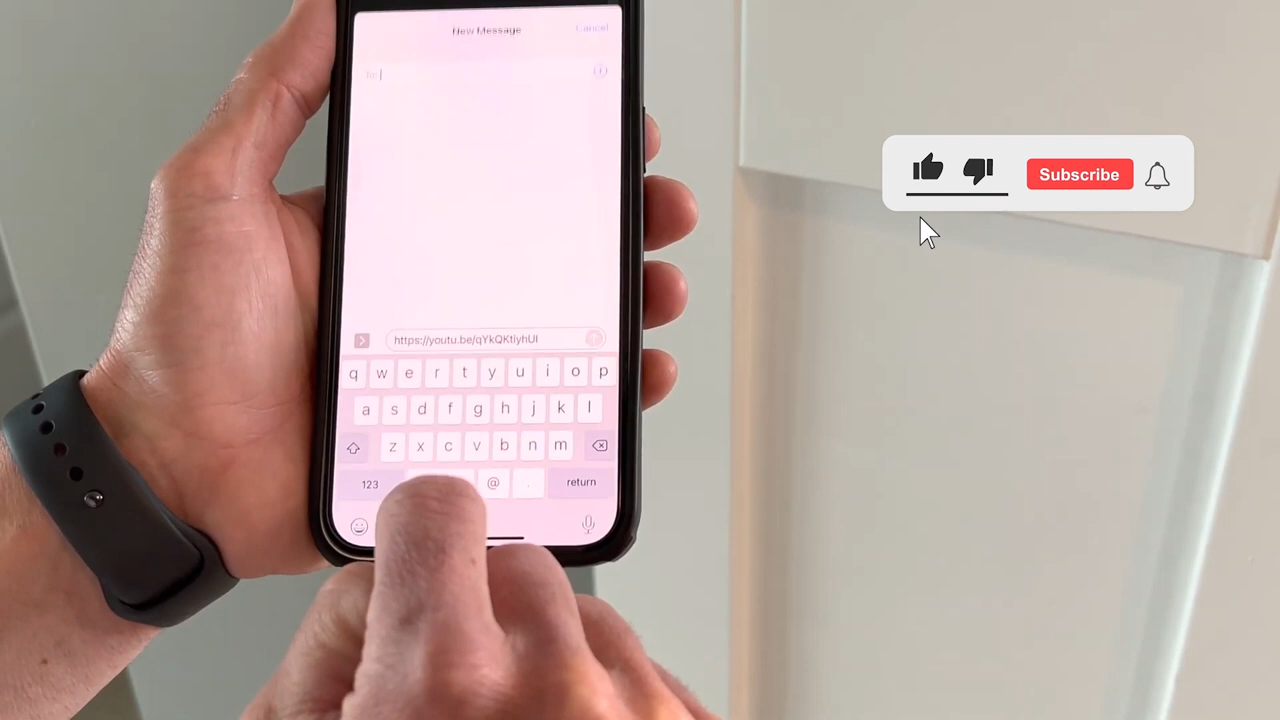 New Message
Cancel
To:
Subscribe
https://youtu.be/qYkQKtiyhUI
q w e r t y u i o p
a s d f g h j k l
z x c v b n m
123 @ . return